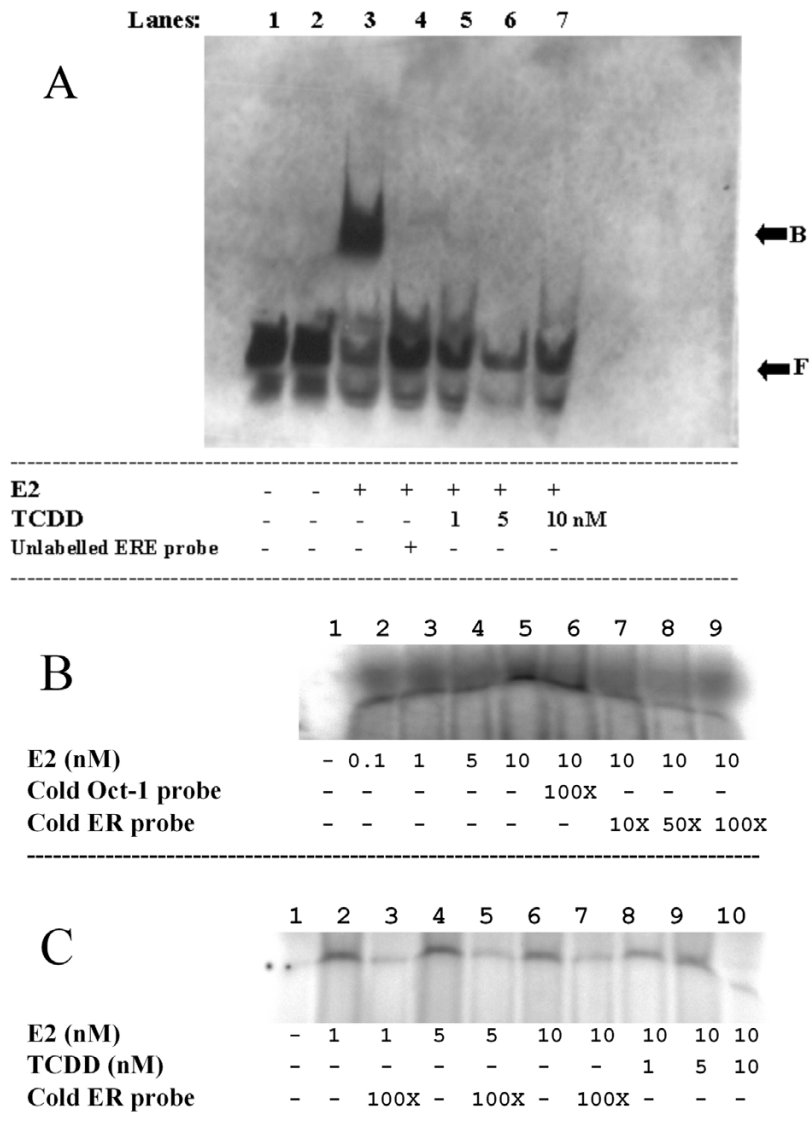 Lanes: 1 2 3 4 5 6 7
A
B
F
E2 - - + + + + +
TCDD - - - - 1 5 10 nM
Unlabelled ERE probe - - - + - - -
1 2 3 4 5 6 7 8 9
B
E2 (nM) - 0.1 1 5 10 10 10 10 10
Cold Oct-1 probe - - - - - 100X - - -
Cold ER probe - - - - - - 10X 50X 100X
1 2 3 4 5 6 7 8 9 10
C
E2 (nM) - 1 1 5 5 10 10 10 10 10
TCDD (nM) - - - - - - - 1 5 10
Cold ER probe - - 100X - 100X - 100X - - -